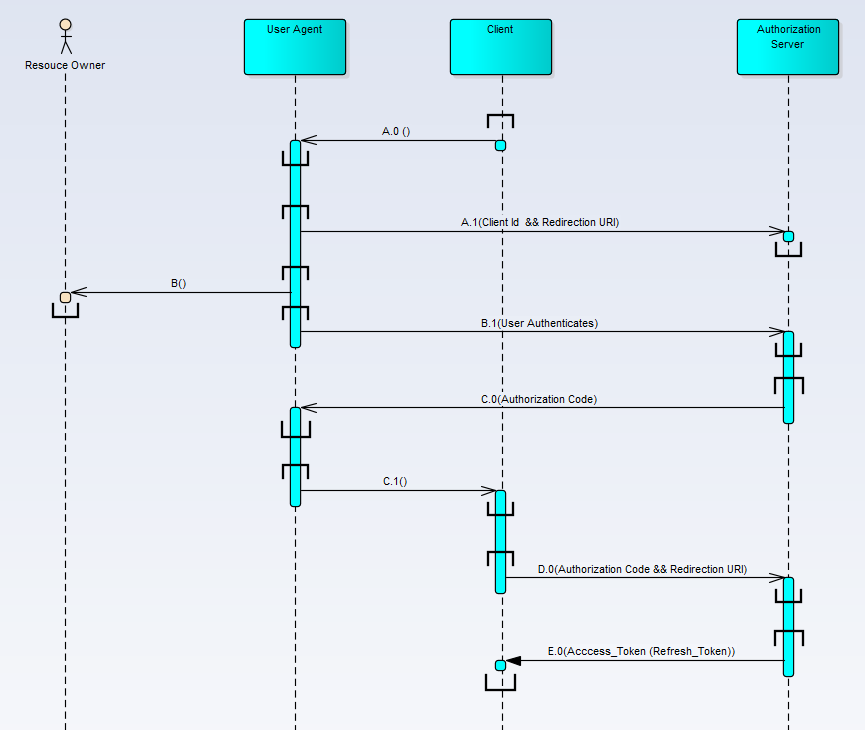 Resouce Owner
User Agent
Client
Authorization
Server
A.0 ()
A.1(Client Id && Redirection URI)
B()
B.1(User Authenticates)
C.0(Authorization Code)
C.1()
D.0(Authorization Code && Redirection URI)
E.0(Acccess_Token (Refresh_Token))